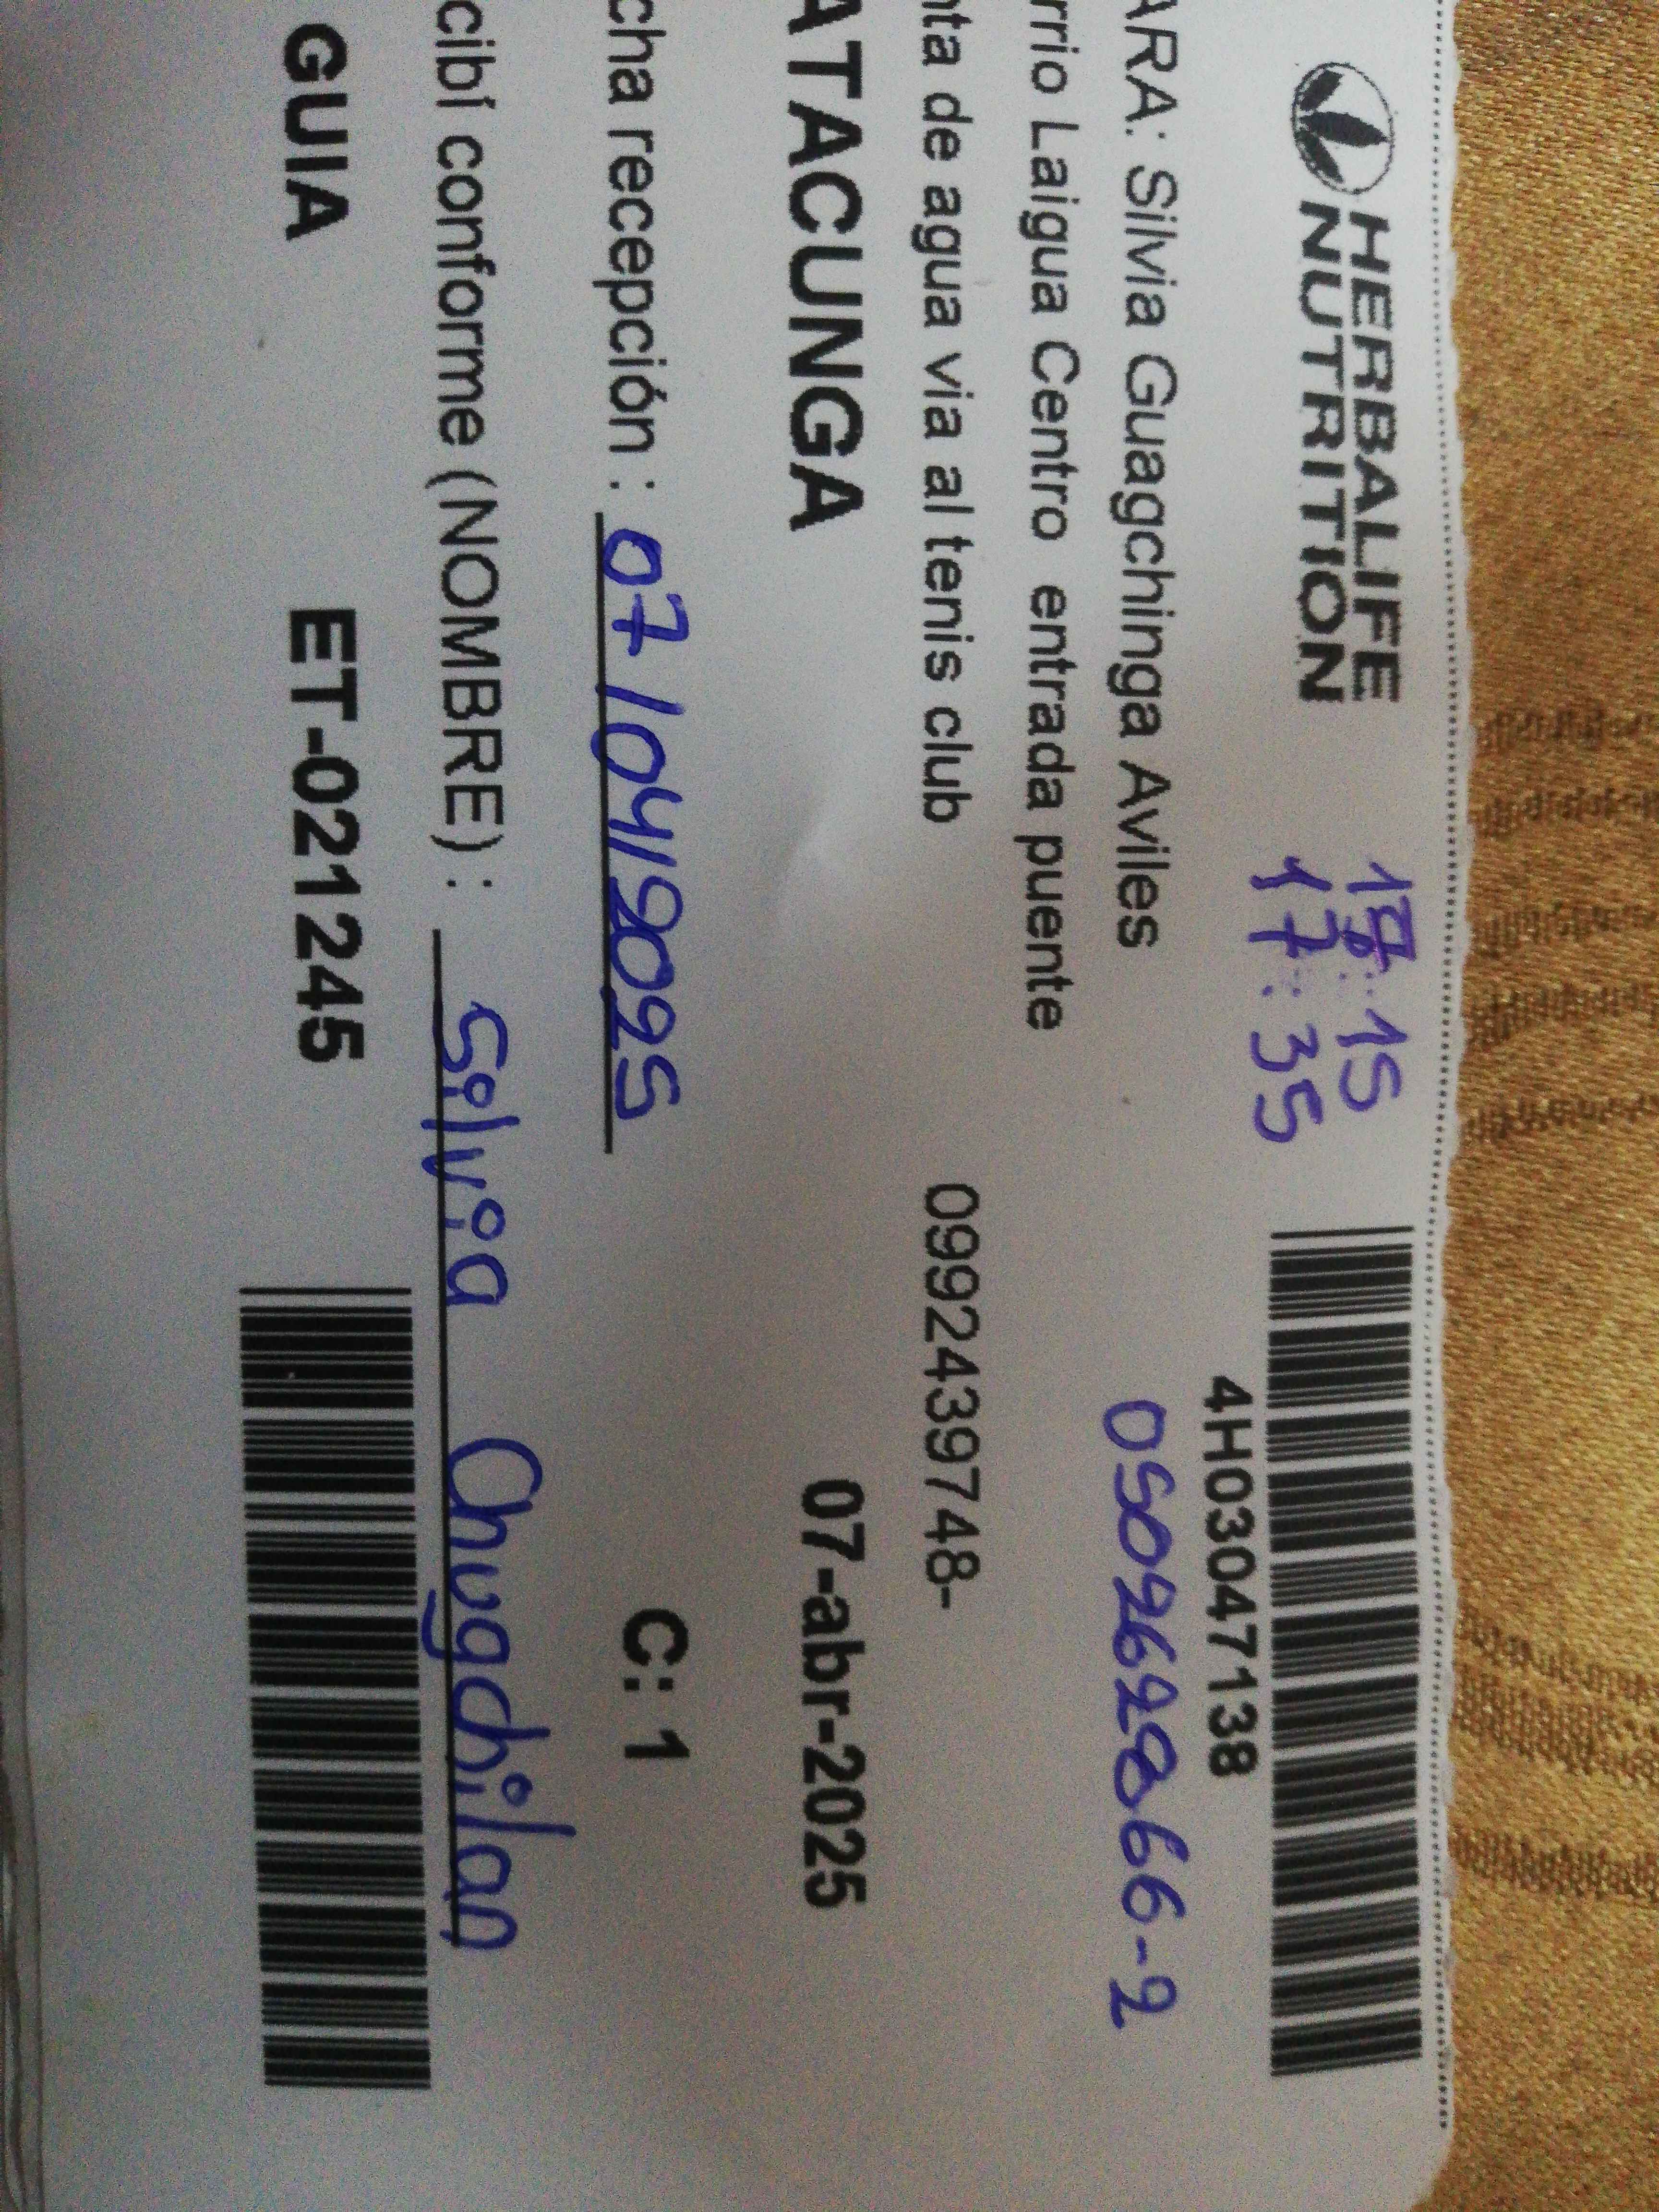 HERBALIFE
NUTRITION
17:35
4H03047138
ARA: Silvia Guagchinga Aviles
rrio Laigua Centro entrada puente
nta de agua via al tenis club 0992439748-
ATACUNGA 07-abr-2025
cha recepción : 07/04/2025 C: 1
cibí conforme (NOMBRE) : Silvia Chugchilan
GUIA ET-021245